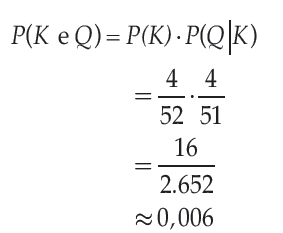 P(K e Q) = P(K) · P(Q|K)
= 4/52 · 4/51
= 16/2.652
≈ 0,006